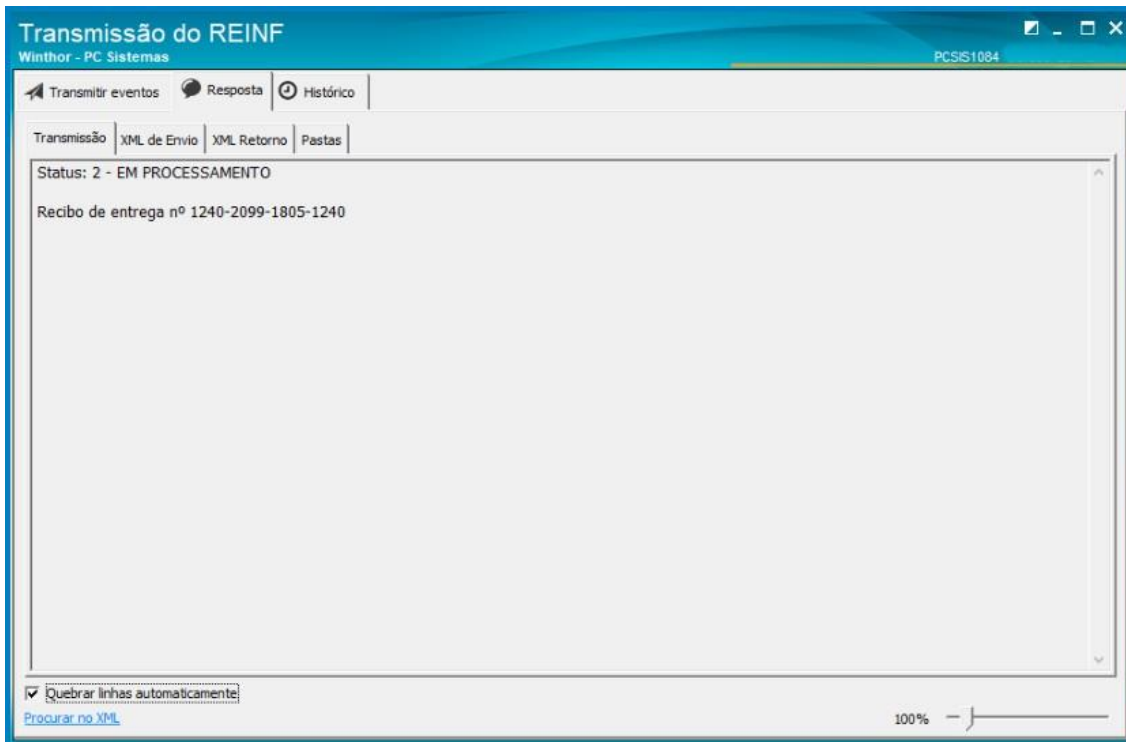 Transmissão do REINF
Winthor - PC Sistemas
PCSIS1084
Transmitir eventos Resposta Histórico
Transmissão XML de Envio XML Retorno Pastas
Status: 2 - EM PROCESSAMENTO
Recibo de entrega nº 1240-2099-1805-1240
Quebrar linhas automaticamente
Procurar no XML
100%